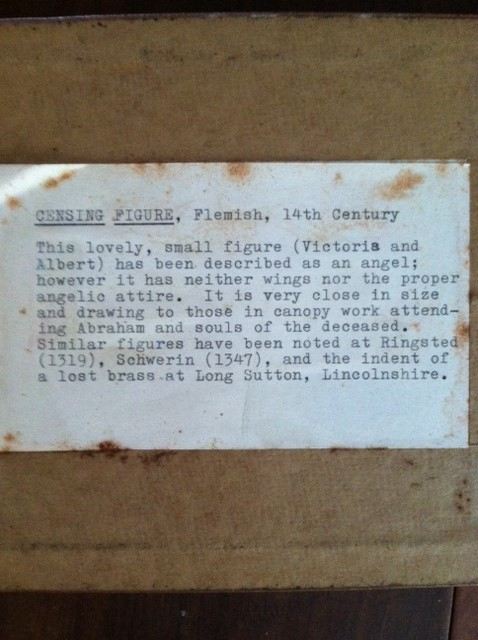 CENSING FIGURE, Flemish, 14th Century
This lovely, small figure (Victoria and
Albert) has been described as an angel;
however it has neither wings nor the proper
angelic attire. It is very close in size
and drawing to those in canopy work attend-
ing Abraham and souls of the deceased.
Similar figures have been noted at Ringsted
(1319), Schwerin (1347), and the indent of
a lost brass at Long Sutton, Lincolnshire.